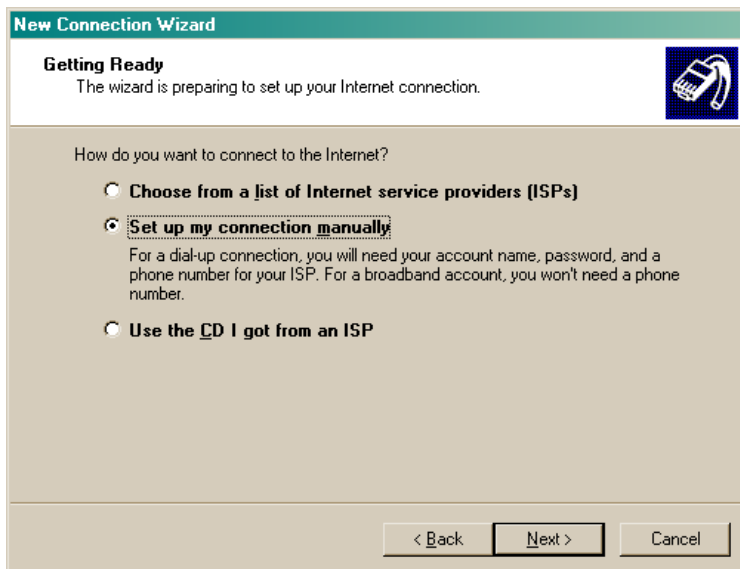 New Connection Wizard
Getting Ready
The wizard is preparing to set up your Internet connection.
How do you want to connect to the Internet?
Choose from a list of Internet service providers (ISPs)
Set up my connection manually
For a dial-up connection, you will need your account name, password, and a
phone number for your ISP. For a broadband account, you won't need a phone
number.
Use the CD I got from an ISP
< Back Next > Cancel